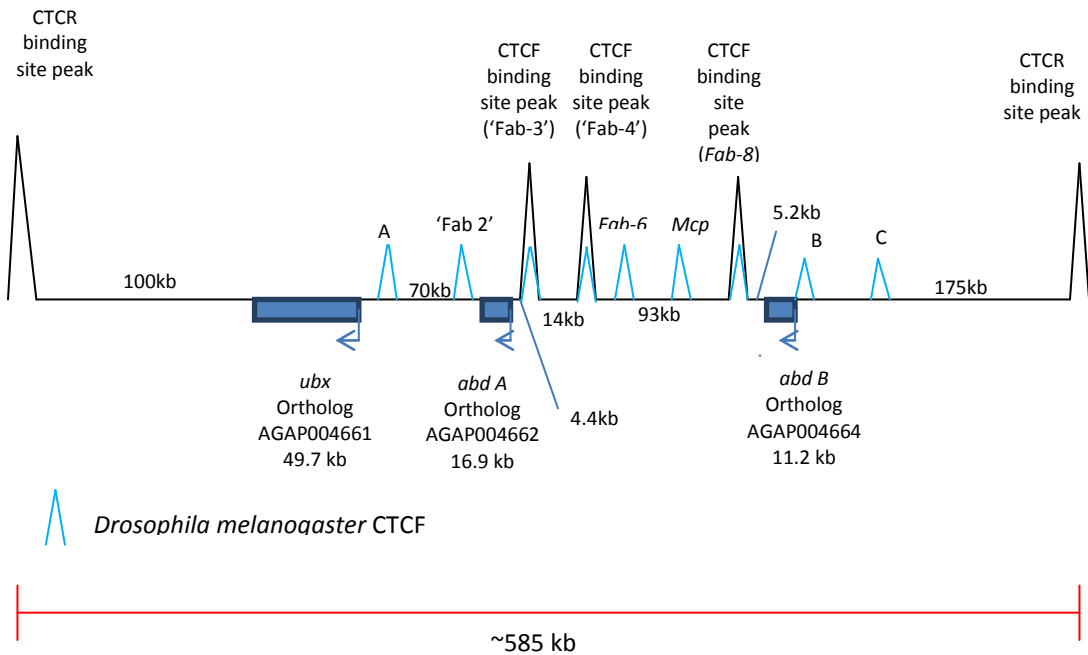 CTCR
binding
site peak
CTCF
binding
site peak
('Fab-3')
CTCF
binding
site peak
('Fab-4')
CTCF
binding
site
peak
(Fab-8)
CTCR
binding
site peak
A
'Fab 2'
Fab-6
Mcp
5.2kb
B
C
100kb
70kb
14kb
93kb
175kb
ubx
Ortholog
AGAP004661
49.7 kb
abd A
Ortholog
AGAP004662
16.9 kb
4.4kb
abd B
Ortholog
AGAP004664
11.2 kb
Drosophila melanogaster CTCF
~585 kb